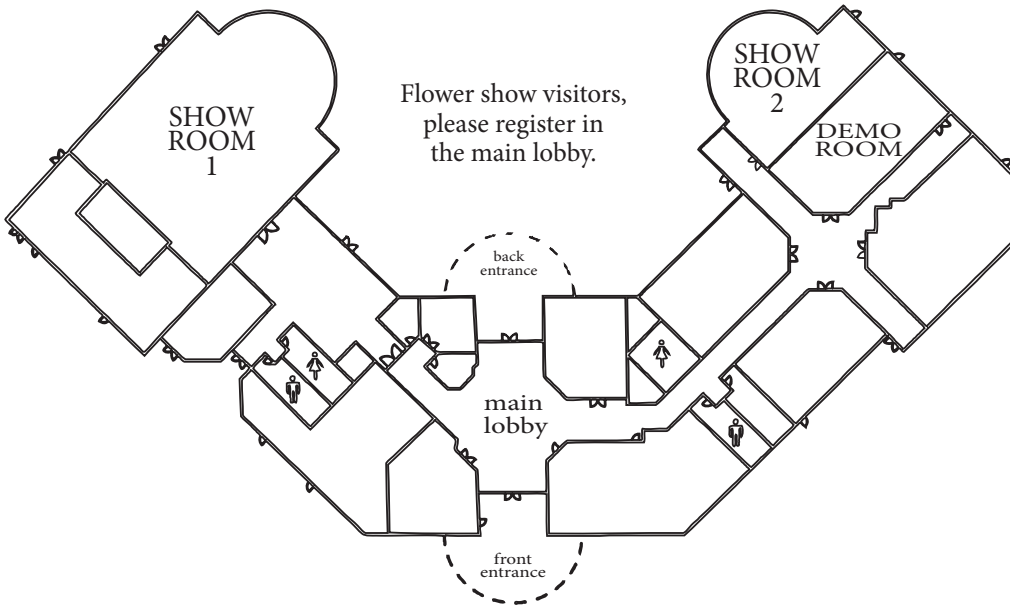 SHOW
ROOM
1
Flower show visitors,
please register in
the main lobby.
SHOW
ROOM
2
DEMO
ROOM
back
entrance
main
lobby
front
entrance